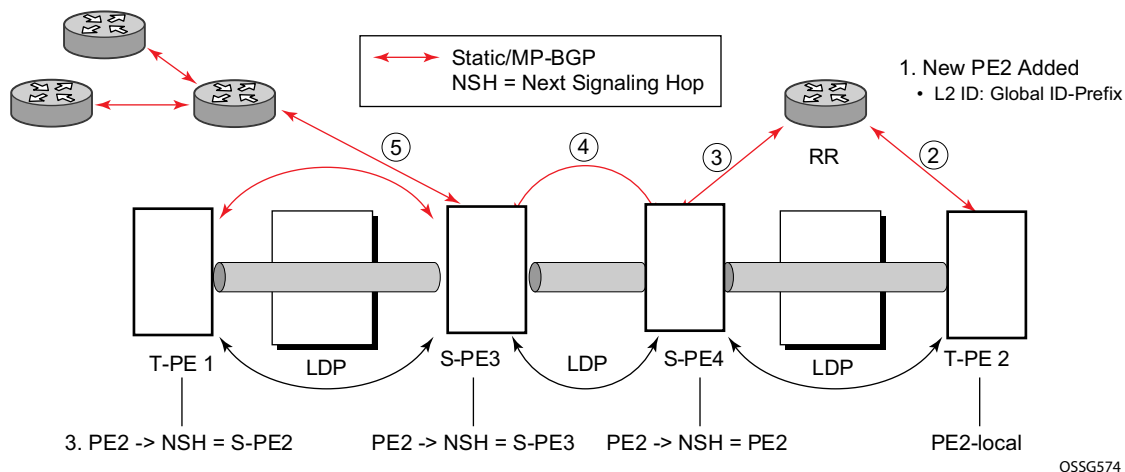 Static/MP-BGP
NSH = Next Signaling Hop
1. New PE2 Added
• L2 ID: Global ID-Prefix
RR
5
4
3
2
T-PE 1
LDP
S-PE3
LDP
S-PE4
LDP
T-PE 2
3. PE2 -> NSH = S-PE2
PE2 -> NSH = S-PE3
PE2 -> NSH = PE2
PE2-local
OSSG574